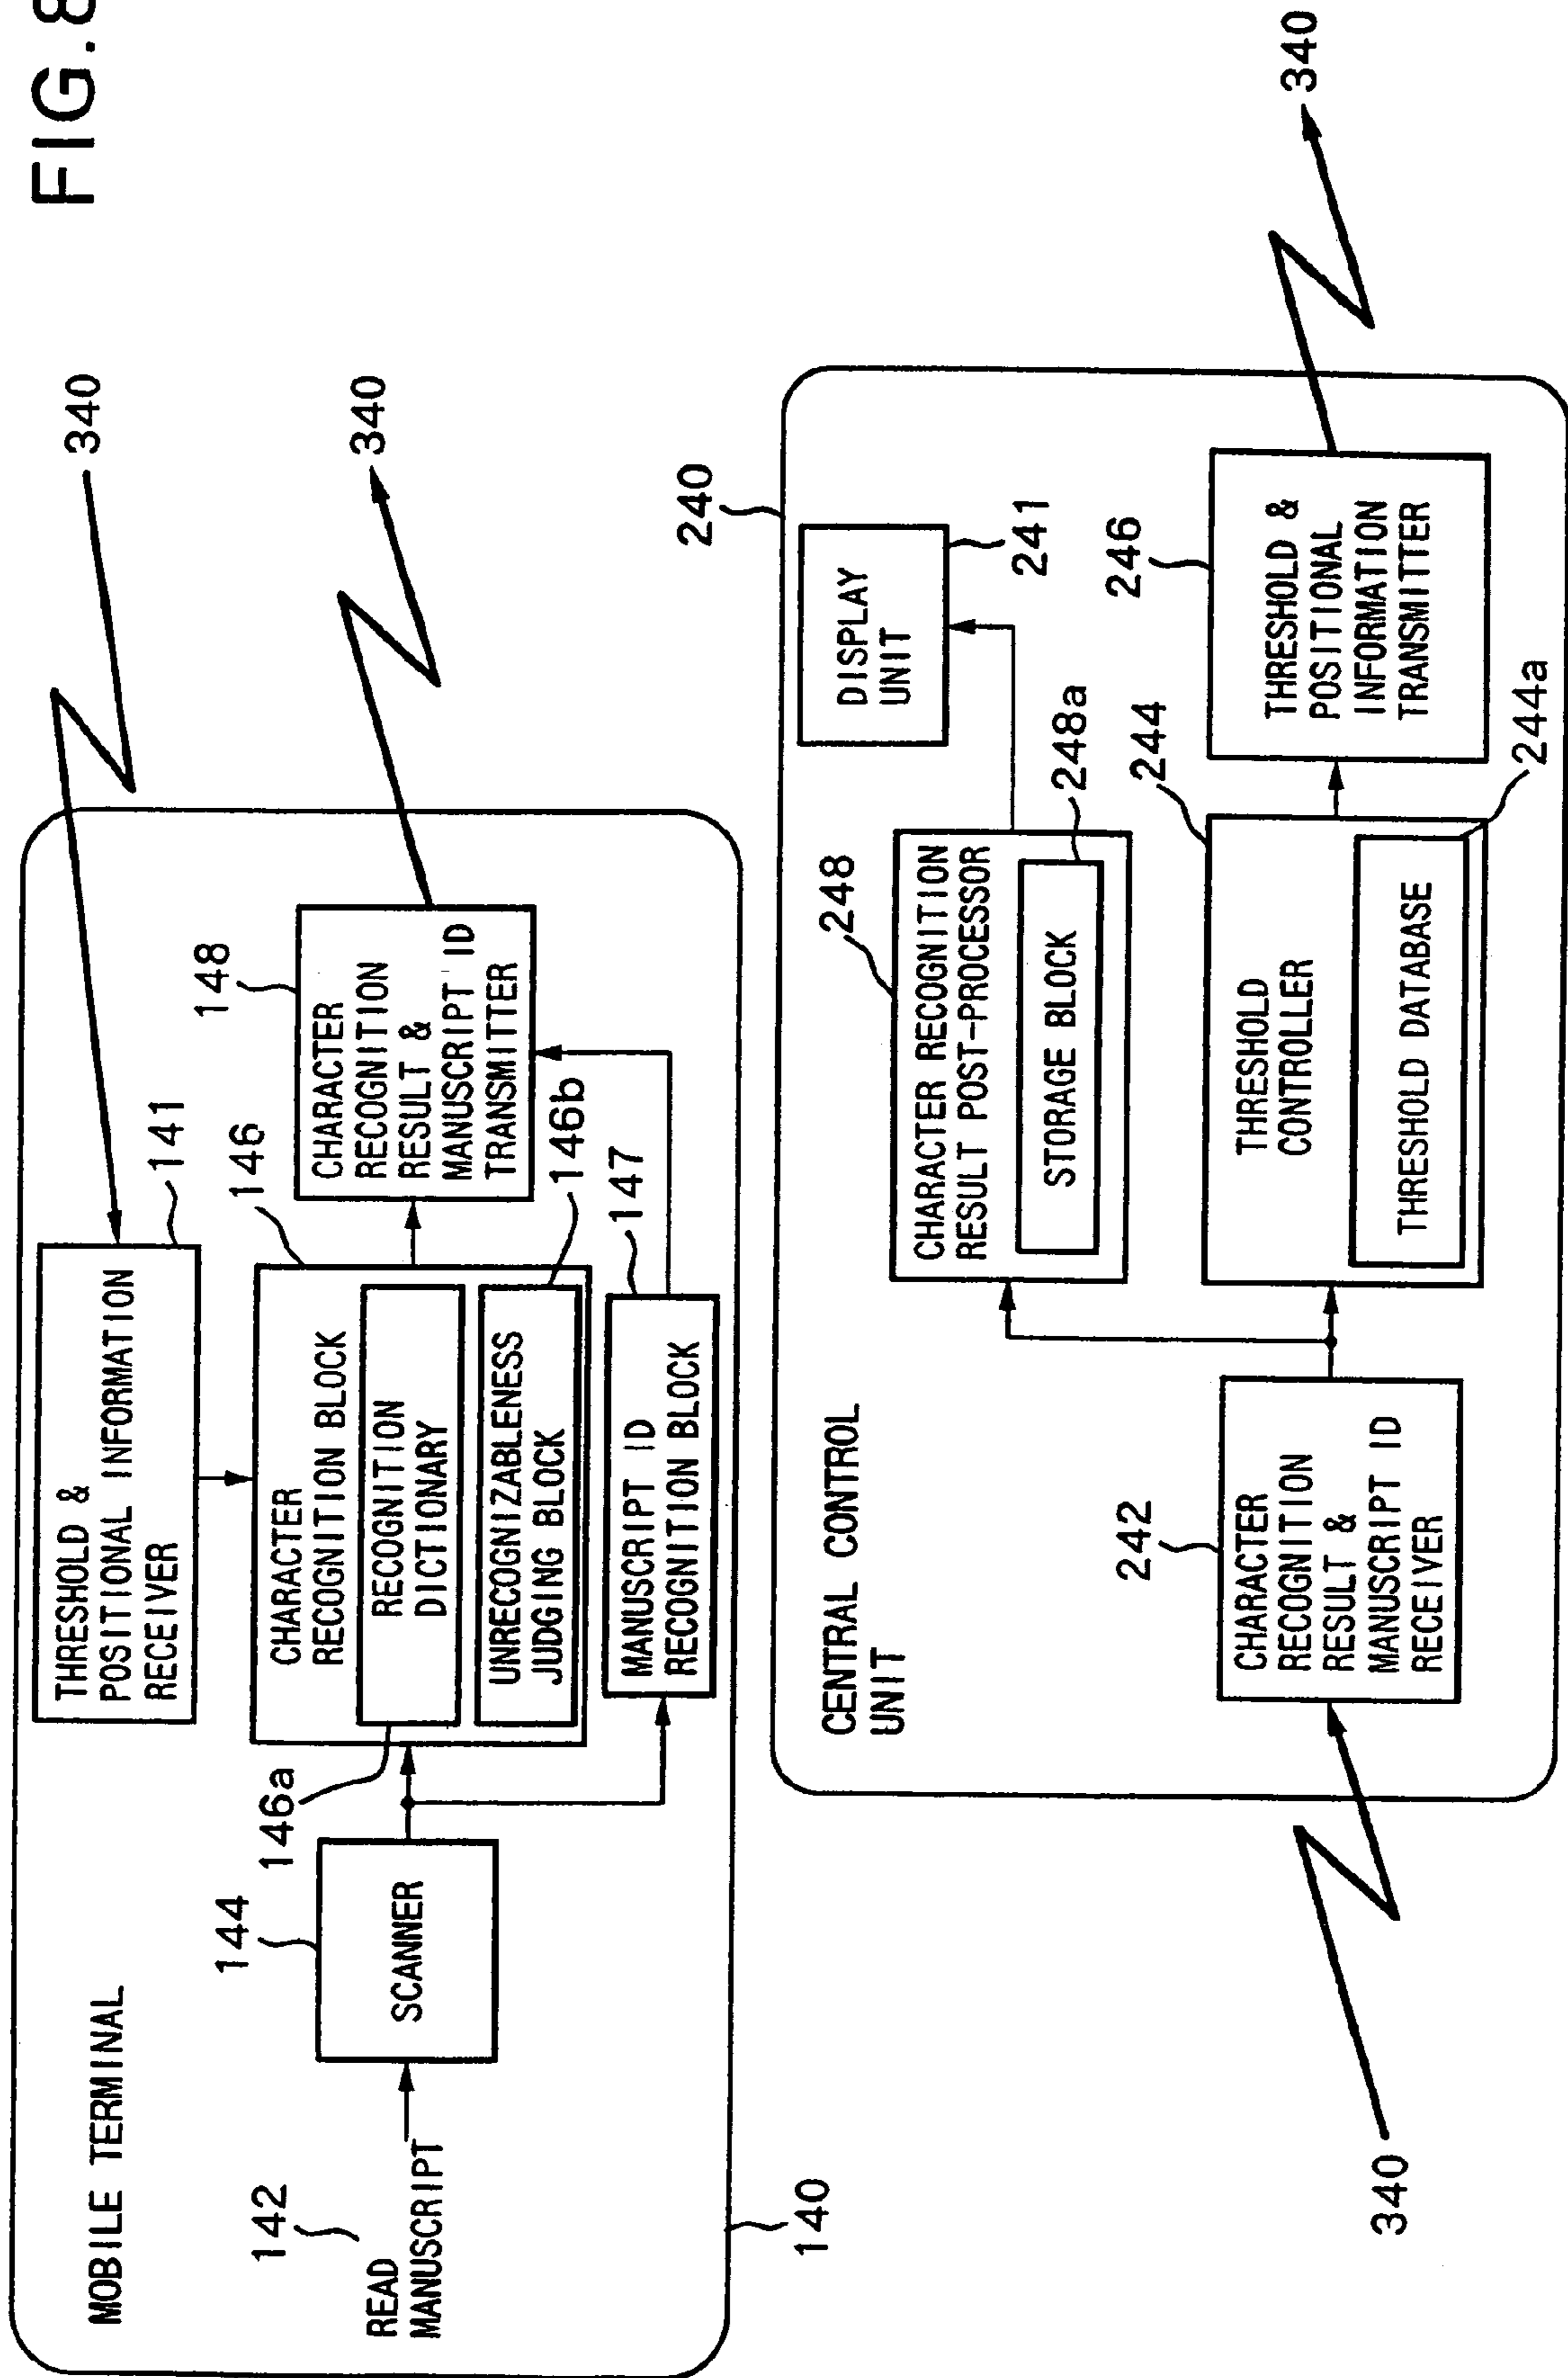 FIG.8
MOBILE TERMINAL
340
THRESHOLD &
POSITIONAL INFORMATION
RECEIVER
141
142
READ
MANUSCRIPT
144
SCANNER
146a
146
CHARACTER
RECOGNITION BLOCK
RECOGNITION
DICTIONARY
UNRECOGNIZABLENESS
JUDGING BLOCK
146b
147
MANUSCRIPT ID
RECOGNITION BLOCK
148
CHARACTER
RECOGNITION
RESULT &
MANUSCRIPT ID
TRANSMITTER
340
140
240
CENTRAL CONTROL
UNIT
DISPLAY
UNIT
241
248
CHARACTER RECOGNITION
RESULT POST-PROCESSOR
STORAGE BLOCK
248a
340
242
CHARACTER
RECOGNITION
RESULT &
MANUSCRIPT ID
RECEIVER
244
THRESHOLD
CONTROLLER
THRESHOLD DATABASE
244a
246
THRESHOLD &
POSITIONAL
INFORMATION
TRANSMITTER
340